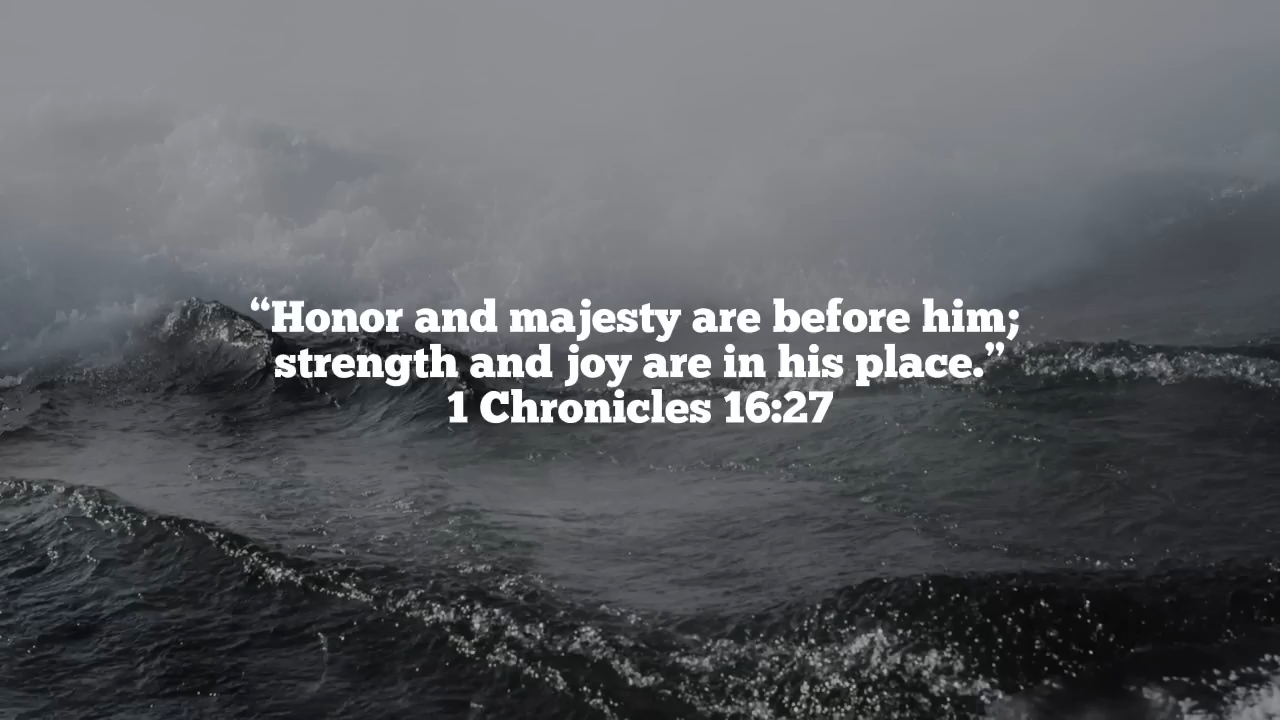 “Honor and majesty are before him;
strength and joy are in his place.”
1 Chronicles 16:27